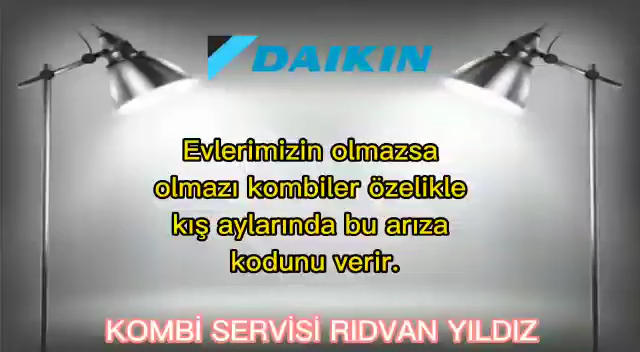 DAIKIN
Evlerimizin olmazsa
olmazı kombiler özelikle
kış aylarında bu arıza
kodunu verir.
KOMBİ SERVİSİ RIDVAN YILDIZ